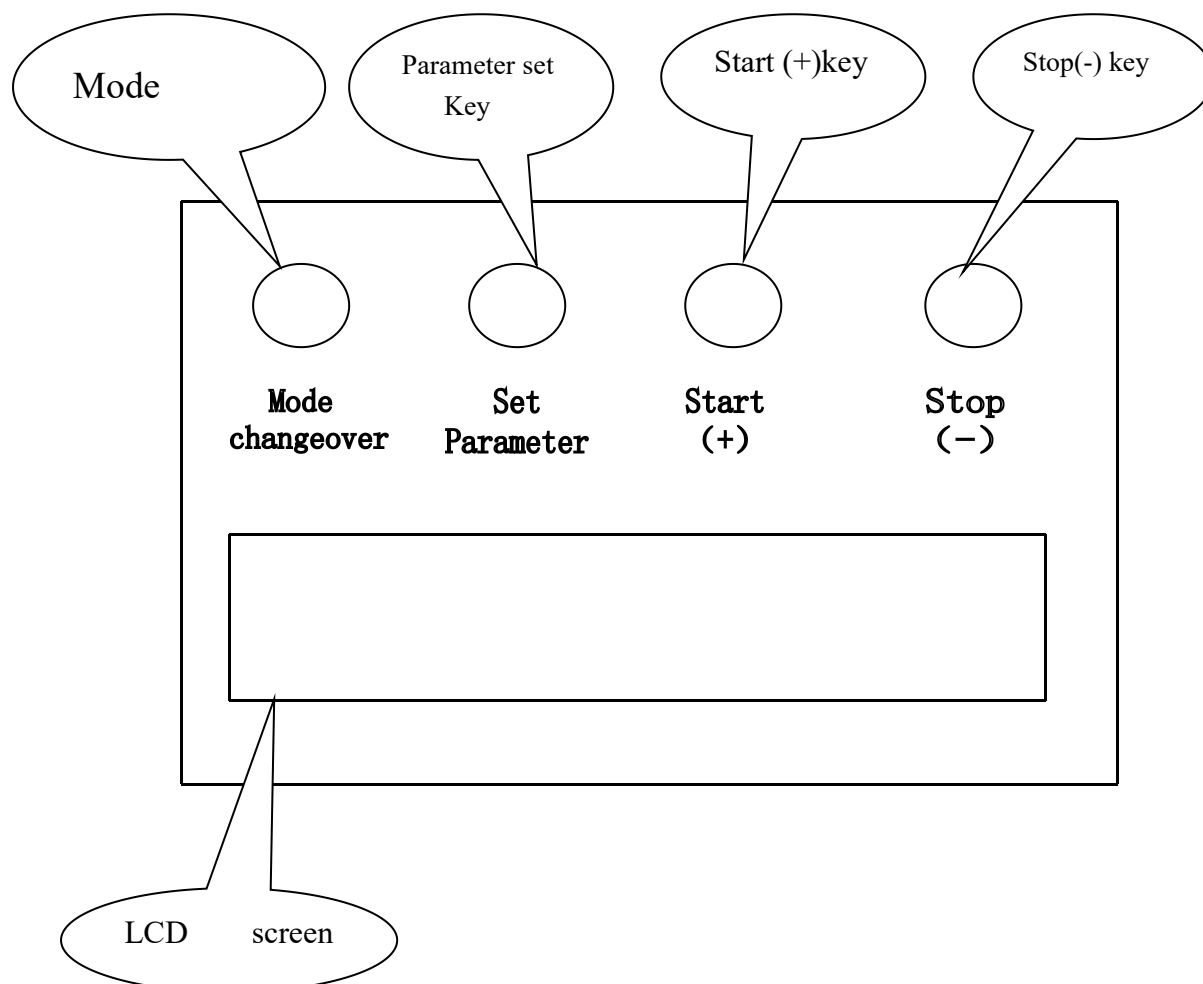 Mode
Parameter set
Key
Start (+)key
Stop(-) key
Mode
changeover
Set
Parameter
Start
(+)
Stop
(−)
LCD screen